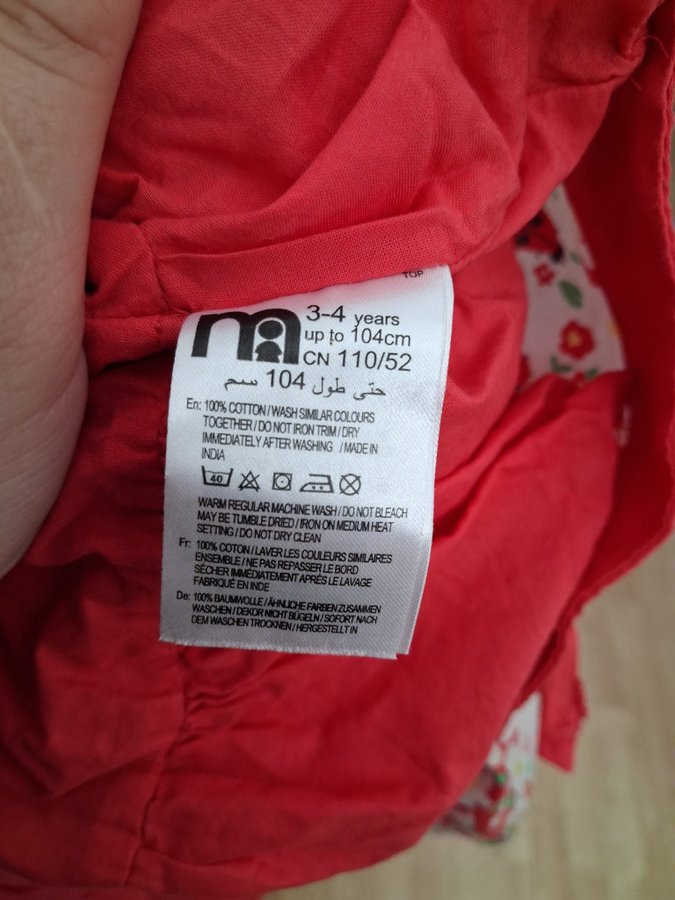 TOP
3-4 years
up to 104cm
CN 110/52
حتى طول 104 سم
En: 100% COTTON / WASH SIMILAR COLOURS
TOGETHER / DO NOT IRON TRIM / DRY
IMMEDIATELY AFTER WASHING / MADE IN
INDIA
40
WARM REGULAR MACHINE WASH / DO NOT BLEACH
MAY BE TUMBLE DRIED / IRON ON MEDIUM HEAT
SETTING / DO NOT DRY CLEAN
Fr: 100% COTON / LAVER LES COULEURS SIMILAIRES
ENSEMBLE / NE PAS REPASSER LE BORD
SÉCHER IMMÉDIATEMENT APRÈS LE LAVAGE
FABRIQUÉ EN INDE
De: 100% BAUMWOLLE / ÄHNLICHE FARBEN ZUSAMMEN
WASCHEN / DEKOR NICHT BÜGELN / SOFORT NACH
DEM WASCHEN TROCKNEN / HERGESTELLT IN